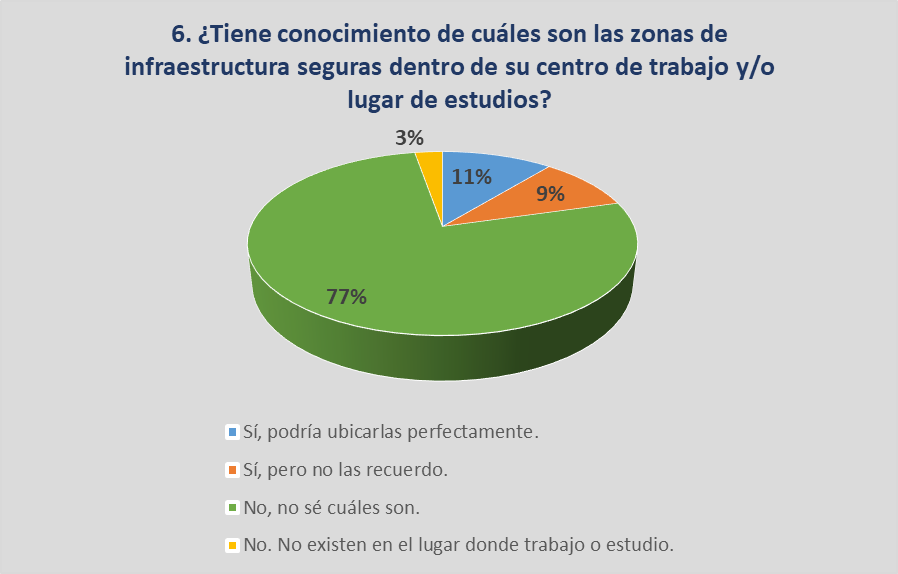 6. ¿Tiene conocimiento de cuáles son las zonas de
infraestructura seguras dentro de su centro de trabajo y/o
lugar de estudios?
3%
11%
9%
77%
Sí, podría ubicarlas perfectamente.
Sí, pero no las recuerdo.
No, no sé cuáles son.
No. No existen en el lugar donde trabajo o estudio.